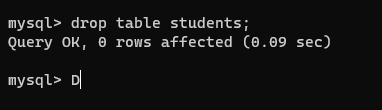 mysql> drop table students;
Query OK, 0 rows affected (0.09 sec)
mysql> D